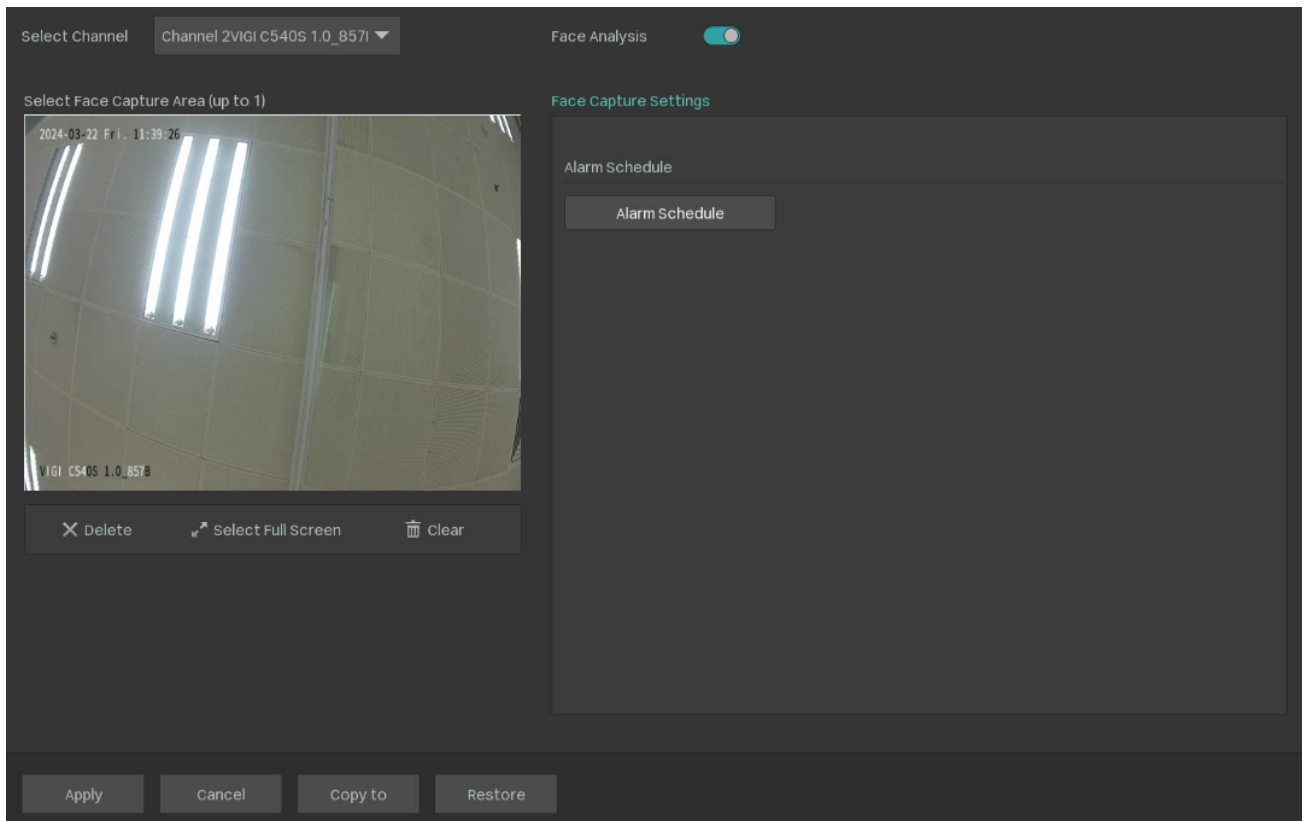 Select Channel
Channel 2VIGI C540S 1.0_857(
Face Analysis
Select Face Capture Area (up to 1)
Face Capture Settings
2024-03-22 Fri. 11:39:26
Alarm Schedule
Alarm Schedule
VIGI C540S 1.0_8578
Delete
Select Full Screen
Clear
Apply
Cancel
Copy to
Restore